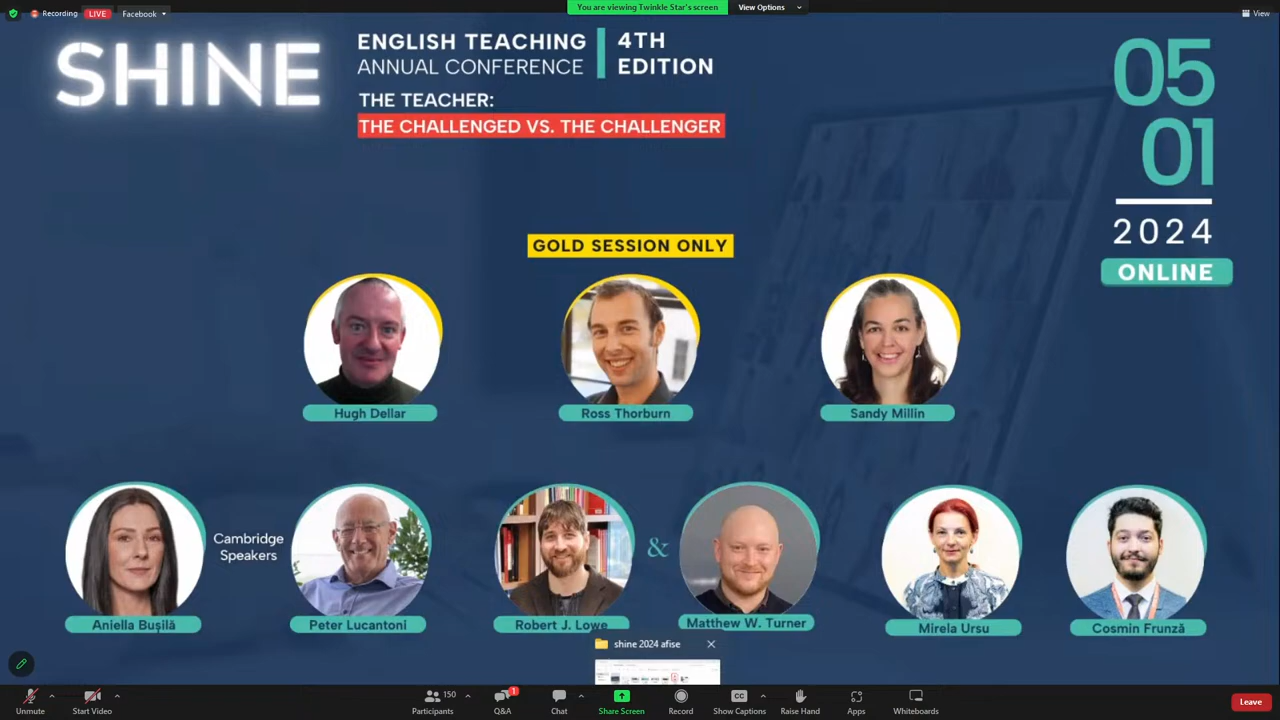 Recording
LIVE
Facebook
You are viewing Twinkle Star's screen
View Options
View
SHINE
ENGLISH TEACHING
ANNUAL CONFERENCE
4TH
EDITION
THE TEACHER:
THE CHALLENGED VS. THE CHALLENGER
05
01
2024
ONLINE
GOLD SESSION ONLY
Hugh Dellar
Ross Thorburn
Sandy Millin
Cambridge
Speakers
&
Aniella Bușilă
Peter Lucantoni
Robert J. Lowe
Matthew W. Turner
Mirela Ursu
Cosmin Frunză
shine 2024 afise
Unmute
Start Video
150
Participants
1
Q&A
Chat
Share Screen
Record
CC
Show Captions
Raise Hand
Apps
Whiteboards
Leave